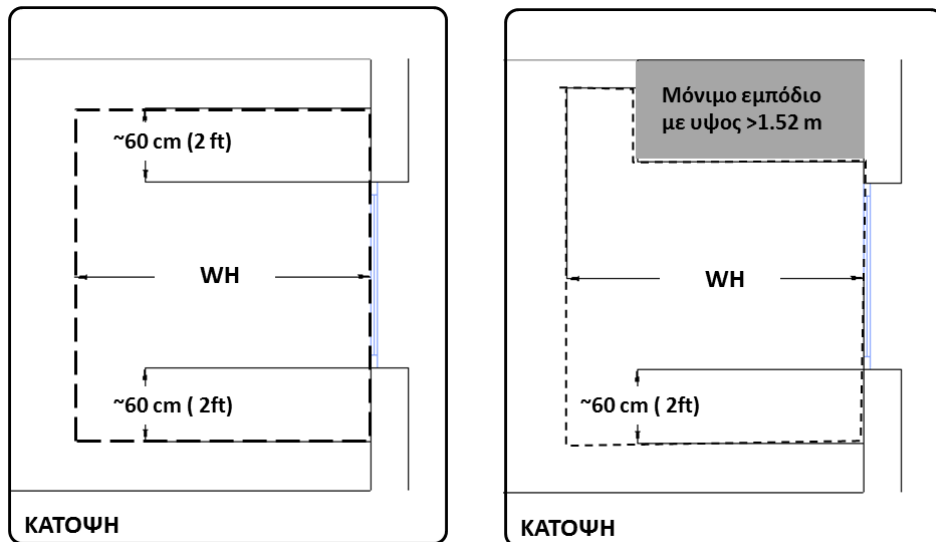 ~60 cm (2 ft)
WH
~60 cm ( 2ft)
ΚΑΤΟΨΗ
Μόνιμο εμπόδιο
με υψος >1.52 m
WH
~60 cm ( 2ft)
ΚΑΤΟΨΗ